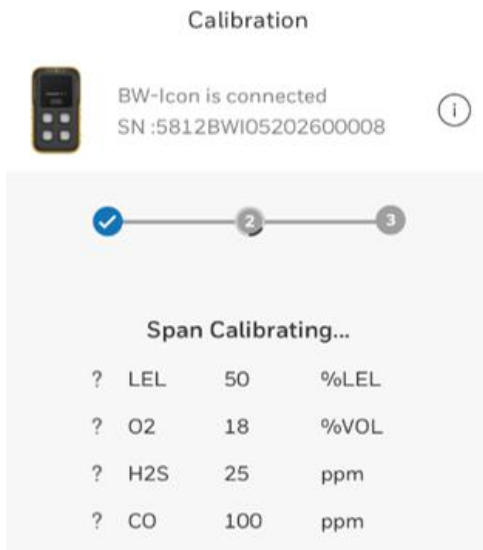 Calibration
BW-Icon is connected
SN :5812BWI05202600008
i
2 3
Span Calibrating...
? LEL 50 %LEL
? O2 18 %VOL
? H2S 25 ppm
? CO 100 ppm